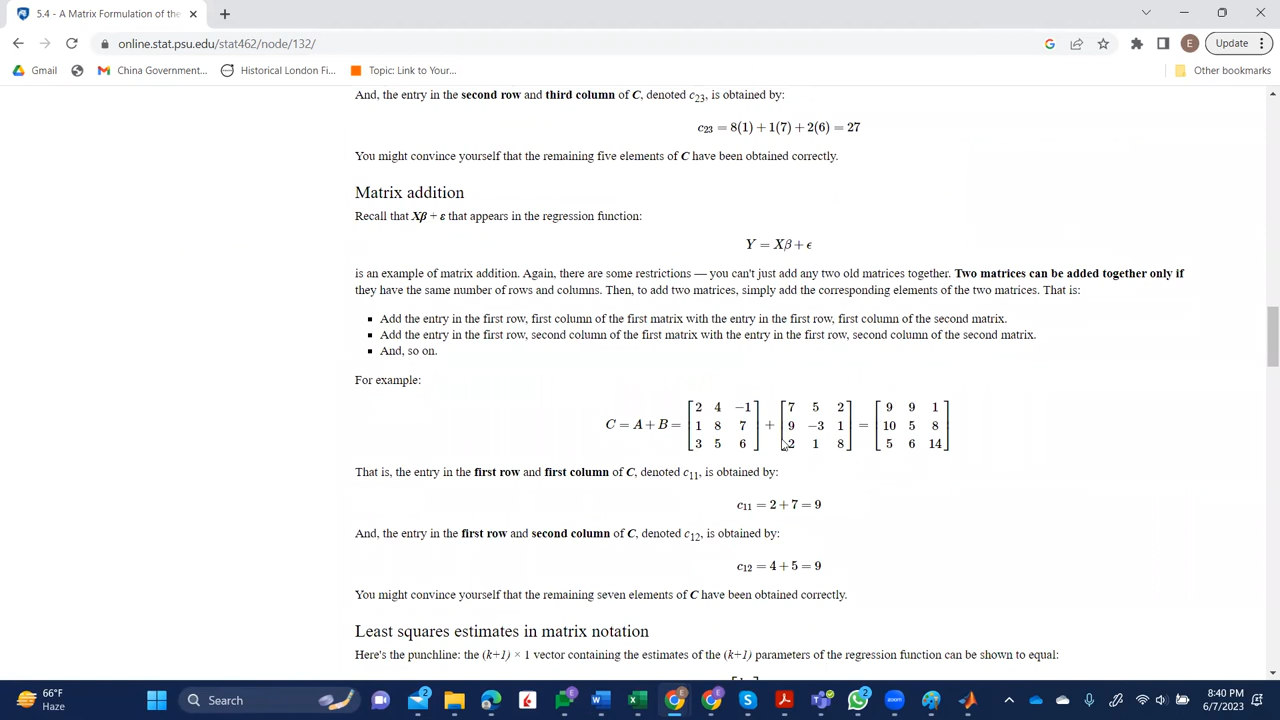 5.4 - A Matrix Formulation of the
online.stat.psu.edu/stat462/node/132/
E
Update
Gmail
China Government...
Historical London Fi...
Topic: Link to Your...
Other bookmarks
And, the entry in the second row and third column of C, denoted c23, is obtained by:
c23 = 8(1) + 1(7) + 2(6) = 27
You might convince yourself that the remaining five elements of C have been obtained correctly.
Matrix addition
Recall that Xβ + ε that appears in the regression function:
Y = Xβ + ϵ
is an example of matrix addition. Again, there are some restrictions — you can't just add any two old matrices together. Two matrices can be added together only if
they have the same number of rows and columns. Then, to add two matrices, simply add the corresponding elements of the two matrices. That is:
Add the entry in the first row, first column of the first matrix with the entry in the first row, first column of the second matrix.
Add the entry in the first row, second column of the first matrix with the entry in the first row, second column of the second matrix.
And, so on.
For example:
2 4 −1 7 5 2 9 9 1
C = A + B = 1 8 7 + 9 −3 1 = 10 5 8
3 5 6 2 1 8 5 6 14
That is, the entry in the first row and first column of C, denoted c11, is obtained by:
c11 = 2 + 7 = 9
And, the entry in the first row and second column of C, denoted c12, is obtained by:
c12 = 4 + 5 = 9
You might convince yourself that the remaining seven elements of C have been obtained correctly.
Least squares estimates in matrix notation
Here's the punchline: the (k+1) × 1 vector containing the estimates of the (k+1) parameters of the regression function can be shown to equal:
66°F
Haze
Search
2
E
E
2
zoom
8:40 PM
6/7/2023